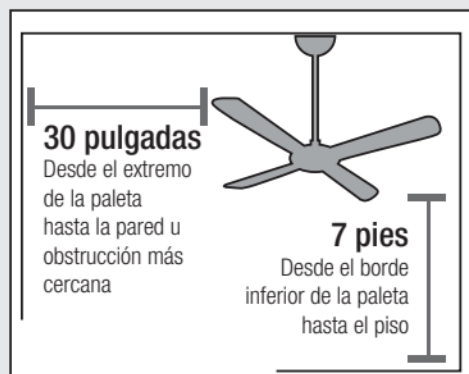 30 pulgadas
Desde el extremo
de la paleta
hasta la pared u
obstrucción más
cercana
7 pies
Desde el borde
inferior de la paleta
hasta el piso